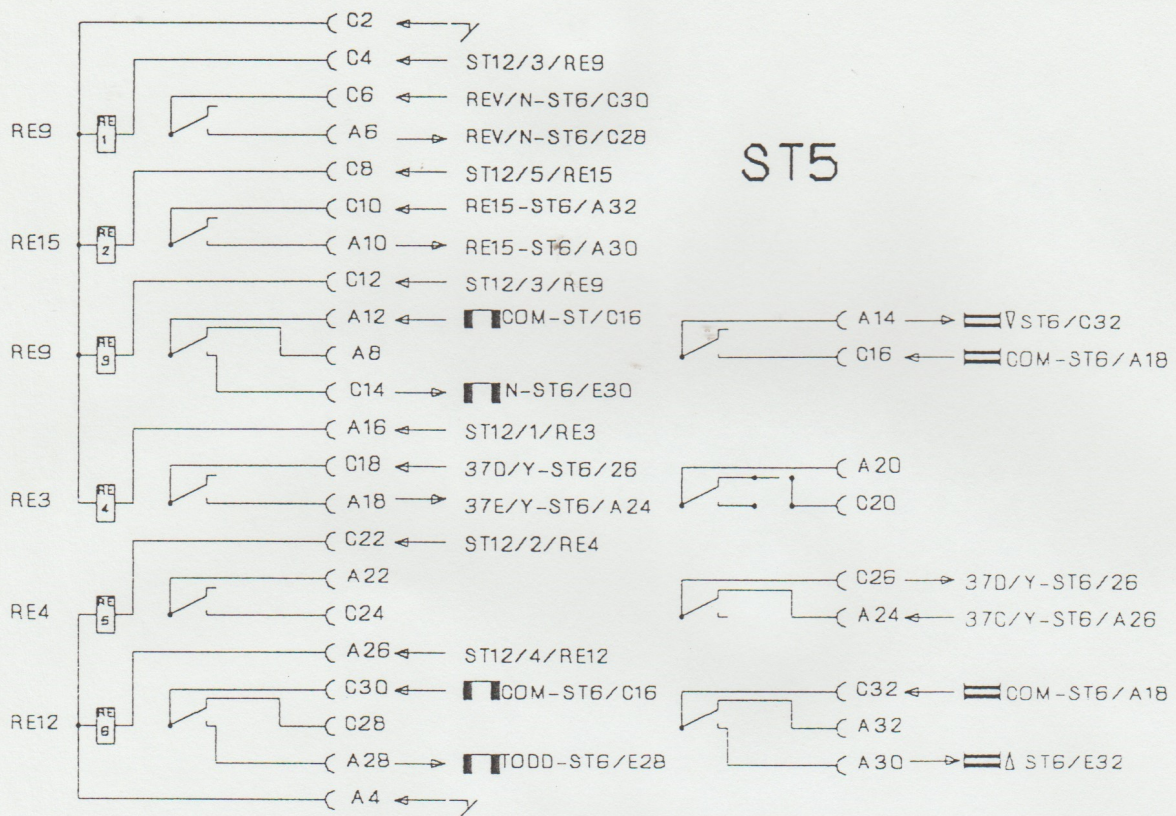 C2
C4 ST12/3/RE9
C6 REV/N-ST6/C30
RE9 RE 1 A6 REV/N-ST6/C28
ST5
C8 ST12/5/RE15
C10 RE15-ST6/A32
RE15 RE 2 A10 RE15-ST6/A30
C12 ST12/3/RE9
A12 COM-ST/C16 A14 ST6/C32
RE9 RE 3 A8 C16 COM-ST6/A18
C14 N-ST6/E30
A16 ST12/1/RE3
C18 37D/Y-ST6/26 A20
RE3 RE 4 A18 37E/Y-ST6/A24 C20
C22 ST12/2/RE4
A22 C26 37D/Y-ST6/26
RE4 RE 5 C24 A24 37C/Y-ST6/A26
A26 ST12/4/RE12
C30 COM-ST6/C16 C32 COM-ST6/A18
RE12 RE 6 C28 A32
A28 TODD-ST6/E28 A30 ST6/E32
A4